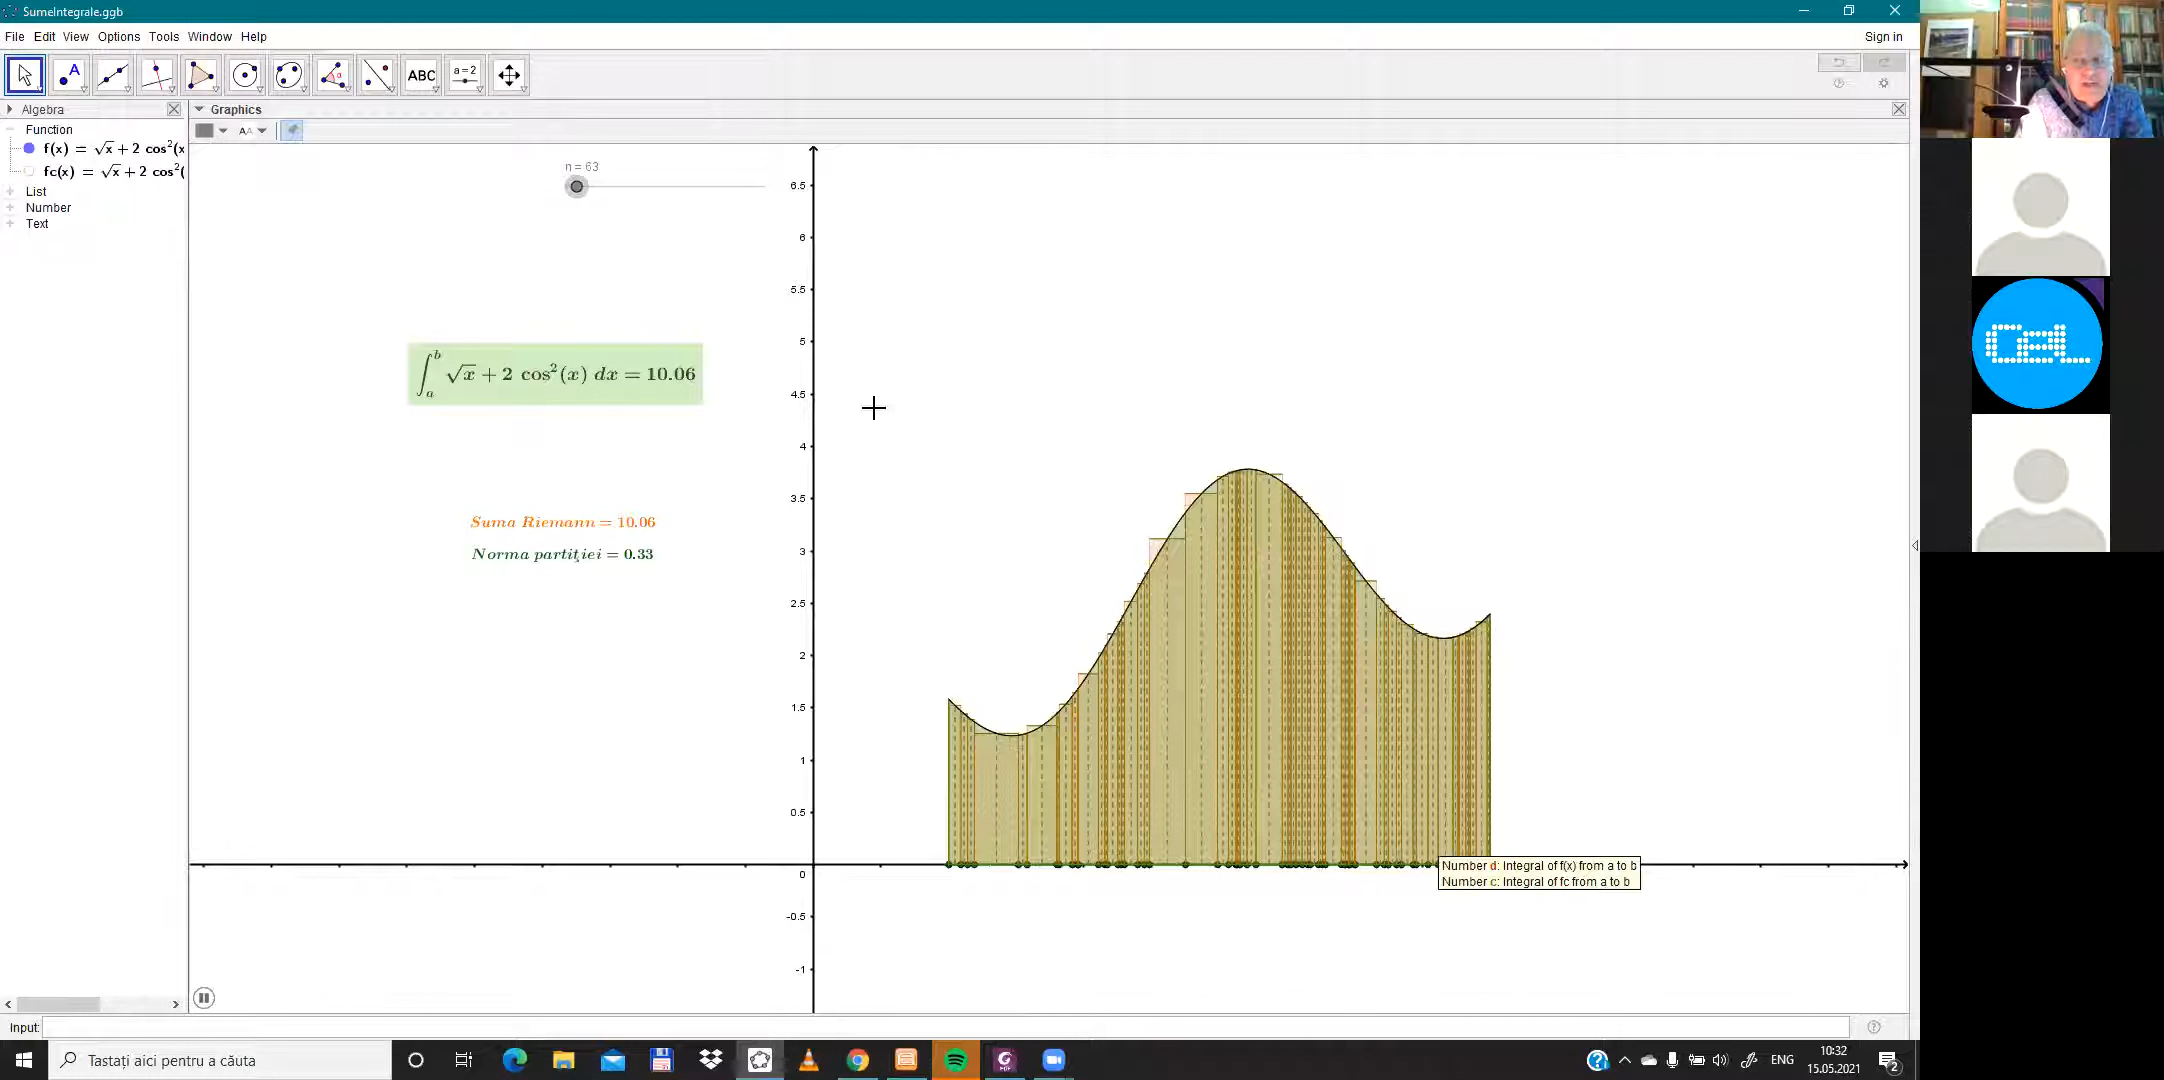 SumeIntegrale.ggb
File Edit View Options Tools Window Help
Sign in
A
ABC
a=2
Algebra
Graphics
AA
Function
f(x) = √x + 2 cos²(x
fc(x) = √x + 2 cos²(
List
Number
Text
n = 63
∫ₐᵇ √x + 2 cos²(x) dx = 10.06
Suma Riemann = 10.06
Norma partiţiei = 0.33
6.5
6
5.5
5
4.5
4
3.5
3
2.5
2
1.5
1
0.5
0
-0.5
-1
Number d: Integral of f(x) from a to b
Number c: Integral of fc from a to b
CBL
Input:
Tastați aici pentru a căuta
ENG
10:32
15.05.2021
2